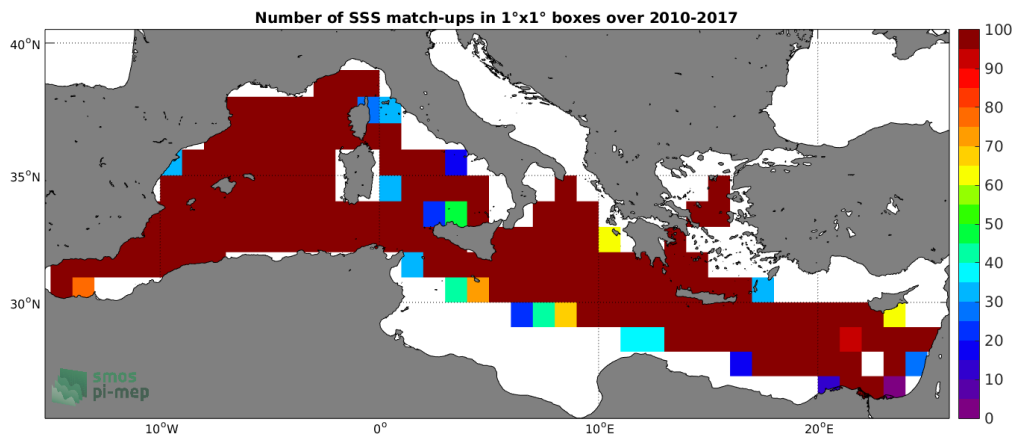 Number of SSS match-ups in 1°x1° boxes over 2010-2017
40°N
35°N
30°N
10°W
0°
10°E
20°E
100
90
80
70
60
50
40
30
20
10
0
smos
pi-mep